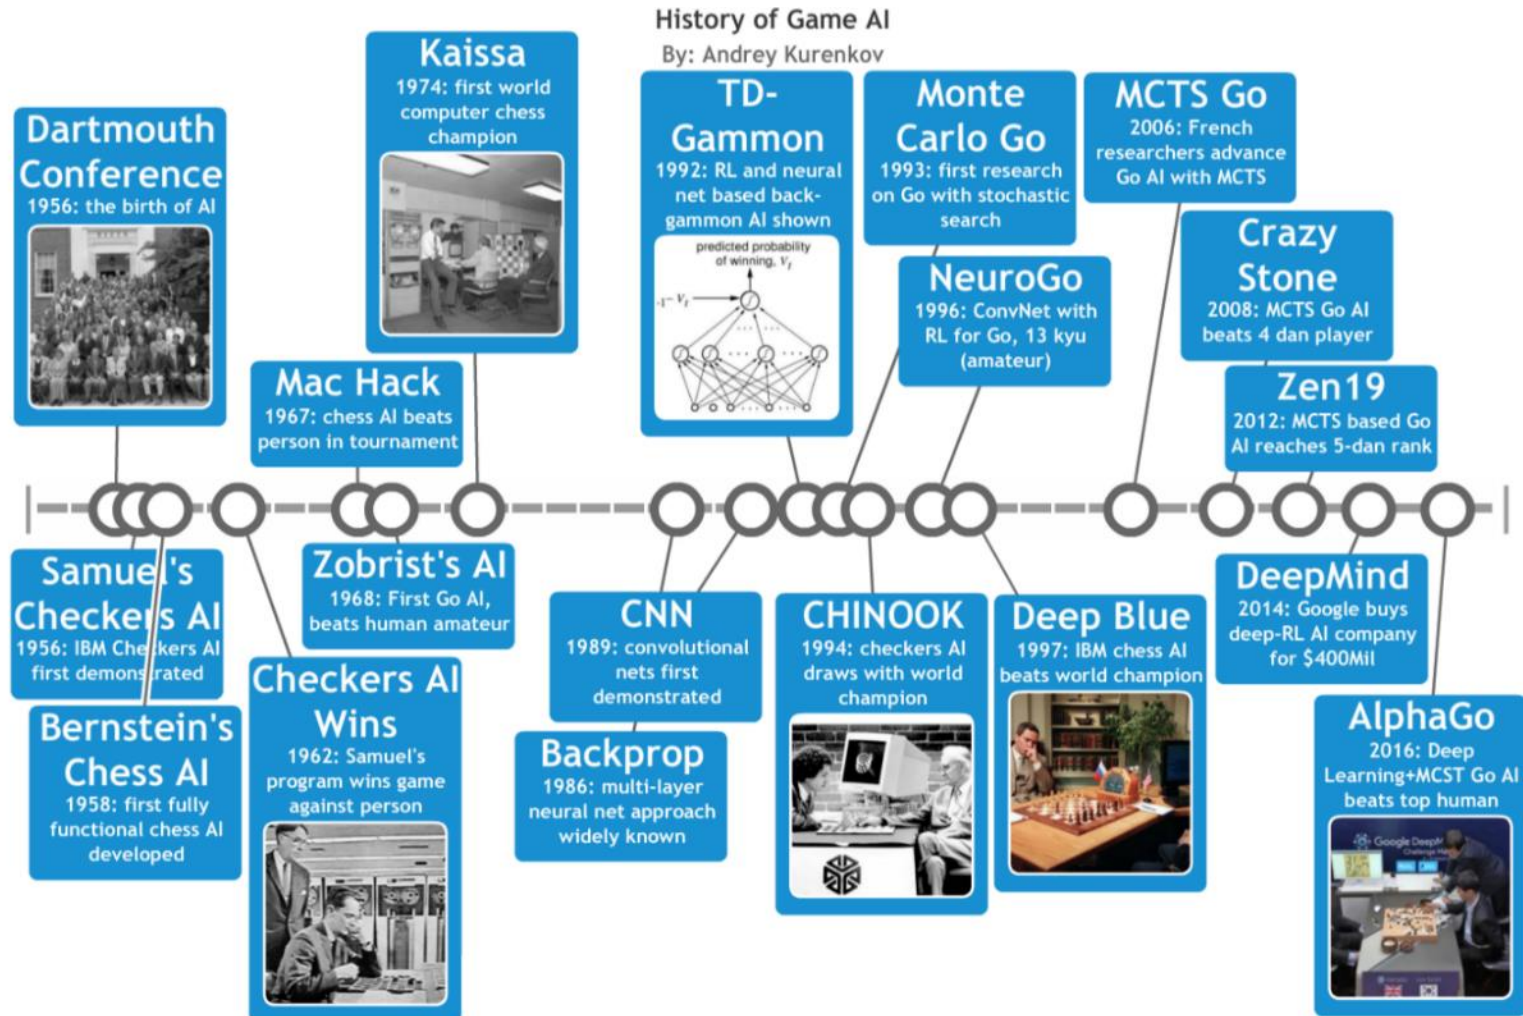 History of Game AI
By: Andrey Kurenkov
Dartmouth
Conference
1956: the birth of AI
Kaissa
1974: first world
computer chess
champion
Mac Hack
1967: chess AI beats
person in tournament
TD-
Gammon
1992: RL and neural
net based back-
gammon AI shown
predicted probability
of winning, V_t
Monte
Carlo Go
1993: first research
on Go with stochastic
search
NeuroGo
1996: ConvNet with
RL for Go, 13 kyu
(amateur)
MCTS Go
2006: French
researchers advance
Go AI with MCTS
Crazy
Stone
2008: MCTS Go AI
beats 4 dan player
Zen19
2012: MCTS based Go
AI reaches 5-dan rank
Samuel's
Checkers AI
1956: IBM Checkers AI
first demonstrated
Bernstein's
Chess AI
1958: first fully
functional chess AI
developed
Checkers AI
Wins
1962: Samuel's
program wins game
against person
Zobrist's AI
1968: First Go AI,
beats human amateur
CNN
1989: convolutional
nets first
demonstrated
Backprop
1986: multi-layer
neural net approach
widely known
CHINOOK
1994: checkers AI
draws with world
champion
Deep Blue
1997: IBM chess AI
beats world champion
DeepMind
2014: Google buys
deep-RL AI company
for $400Mil
AlphaGo
2016: Deep
Learning+MCST Go AI
beats top human
Google